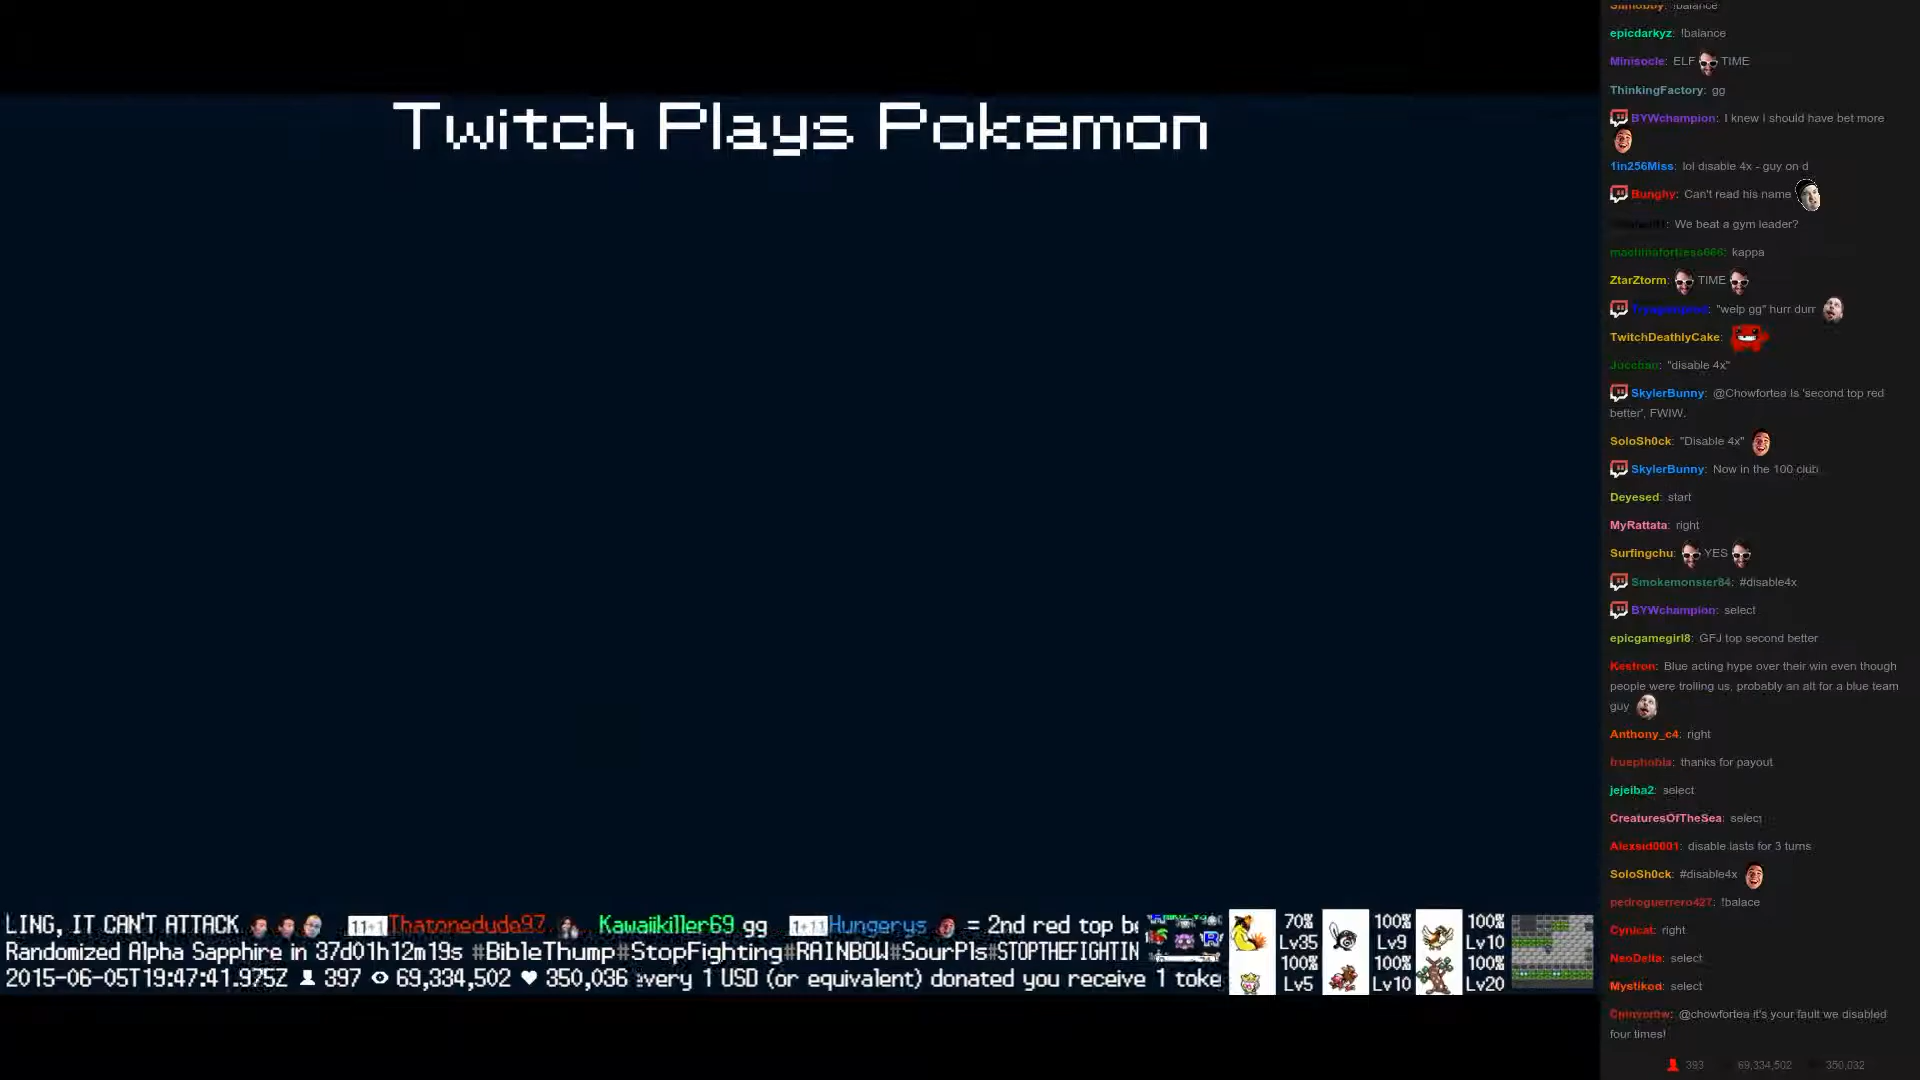 Twitch Plays Pokemon
LING, IT CAN'T ATTACK 11+1 Thatonedude97 Kawaiikiller69 gg 1+11 Hungerys = 2nd red top be
Randomized Alpha Sapphire in 37d01h12m19s #BibleThump#StopFighting#RAINBOW#SourPls#STOPTHEFIGHTIN
2015-06-05T19:47:41.975Z 397 69,334,502 350,036 every 1 USD (or equivalent) donated you receive 1 toke
70% 100% 100%
Lv35 Lv9 Lv10
100% 100% 100%
Lv5 Lv10 Lv20
!balance
epicdarkyz: !balance
Minisocle: ELF TIME
ThinkingFactory: gg
BYWchampion: I knew I should have bet more
1in256Miss: lol disable 4x - guy on d
Bunghy: Can't read his name
We beat a gym leader?
machinafortress666: kappa
ZtarZtorm: TIME
"welp gg" hurr durr
TwitchDeathlyCake:
"disable 4x"
SkylerBunny: @Chowfortea Is 'second top red
better', FWIW.
SoloSh0ck: "Disable 4x"
SkylerBunny: Now in the 100 club
Deyesed: start
MyRattata: right
Surfingchu: YES
Smokemonster84: #disable4x
BYWchampion: select
epicgamegirl8: GFJ top second better
Kestron: Blue acting hype over their win even though
people were trolling us, probably an alt for a blue team
guy
Anthony_c4: right
truephobia: thanks for payout
jejeiba2: select
CreaturesOfTheSea: select
Alexsid0001: disable lasts for 3 turns
SoloSh0ck: #disable4x
pedroguerrero427: !balace
Cynicat: right
NeoDelta: select
Mystikod: select
@chowfortea it's your fault we disabled
four times!
393 69,334,502 350,032